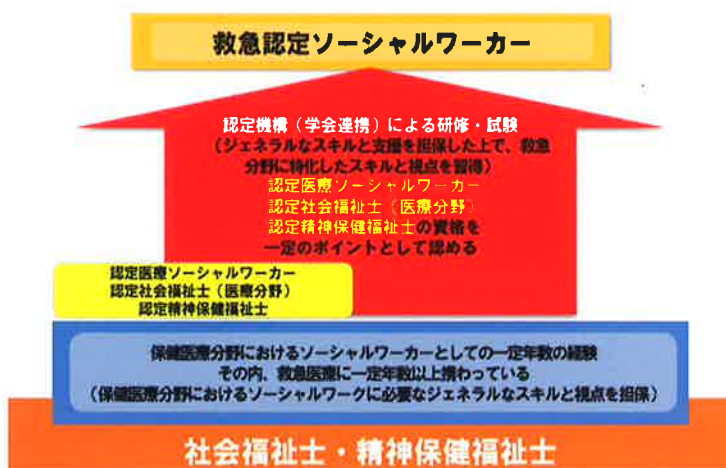 救急認定ソーシャルワーカー
認定機構（学会連携）による研修・試験
（ジェネラルなスキルと支援を担保した上で、救急
分野に特化したスキルと視点を習得）
認定医療ソーシャルワーカー
認定社会福祉士（医療分野）
認定精神保健福祉士の資格を
一定のポイントとして認める
認定医療ソーシャルワーカー
認定社会福祉士（医療分野）
認定精神保健福祉士
保健医療分野におけるソーシャルワーカーとしての一定年数の経験
その内、救急医療に一定年数以上携わっている
（保健医療分野におけるソーシャルワークに必要なジェネラルなスキルと視点を担保）
社会福祉士・精神保健福祉士